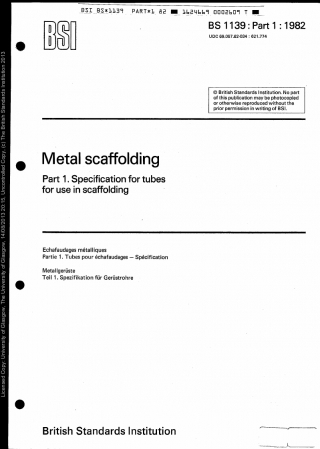 BSI BS*1139 PART*1 82 ■ 1624669 0002609 T ■
BSI
BS 1139 : Part 1 : 1982
UDC 69.057.62-034 : 621.774
© British Standards Institution. No part
of this publication may be photocopied
or otherwise reproduced without the
prior permission in writing of BSI.
Metal scaffolding
Part 1. Specification for tubes
for use in scaffolding
Echafaudages métalliques
Partie 1. Tubes pour échafaudages — Spécification
Metallgerüste
Teil 1. Spezifikation für Gerüstrohre
British Standards Institution
Licensed Copy: University of Glasgow, The University of Glasgow, 14/08/2013 20:15, Uncontrolled Copy, (c) The British Standards Institution 2013